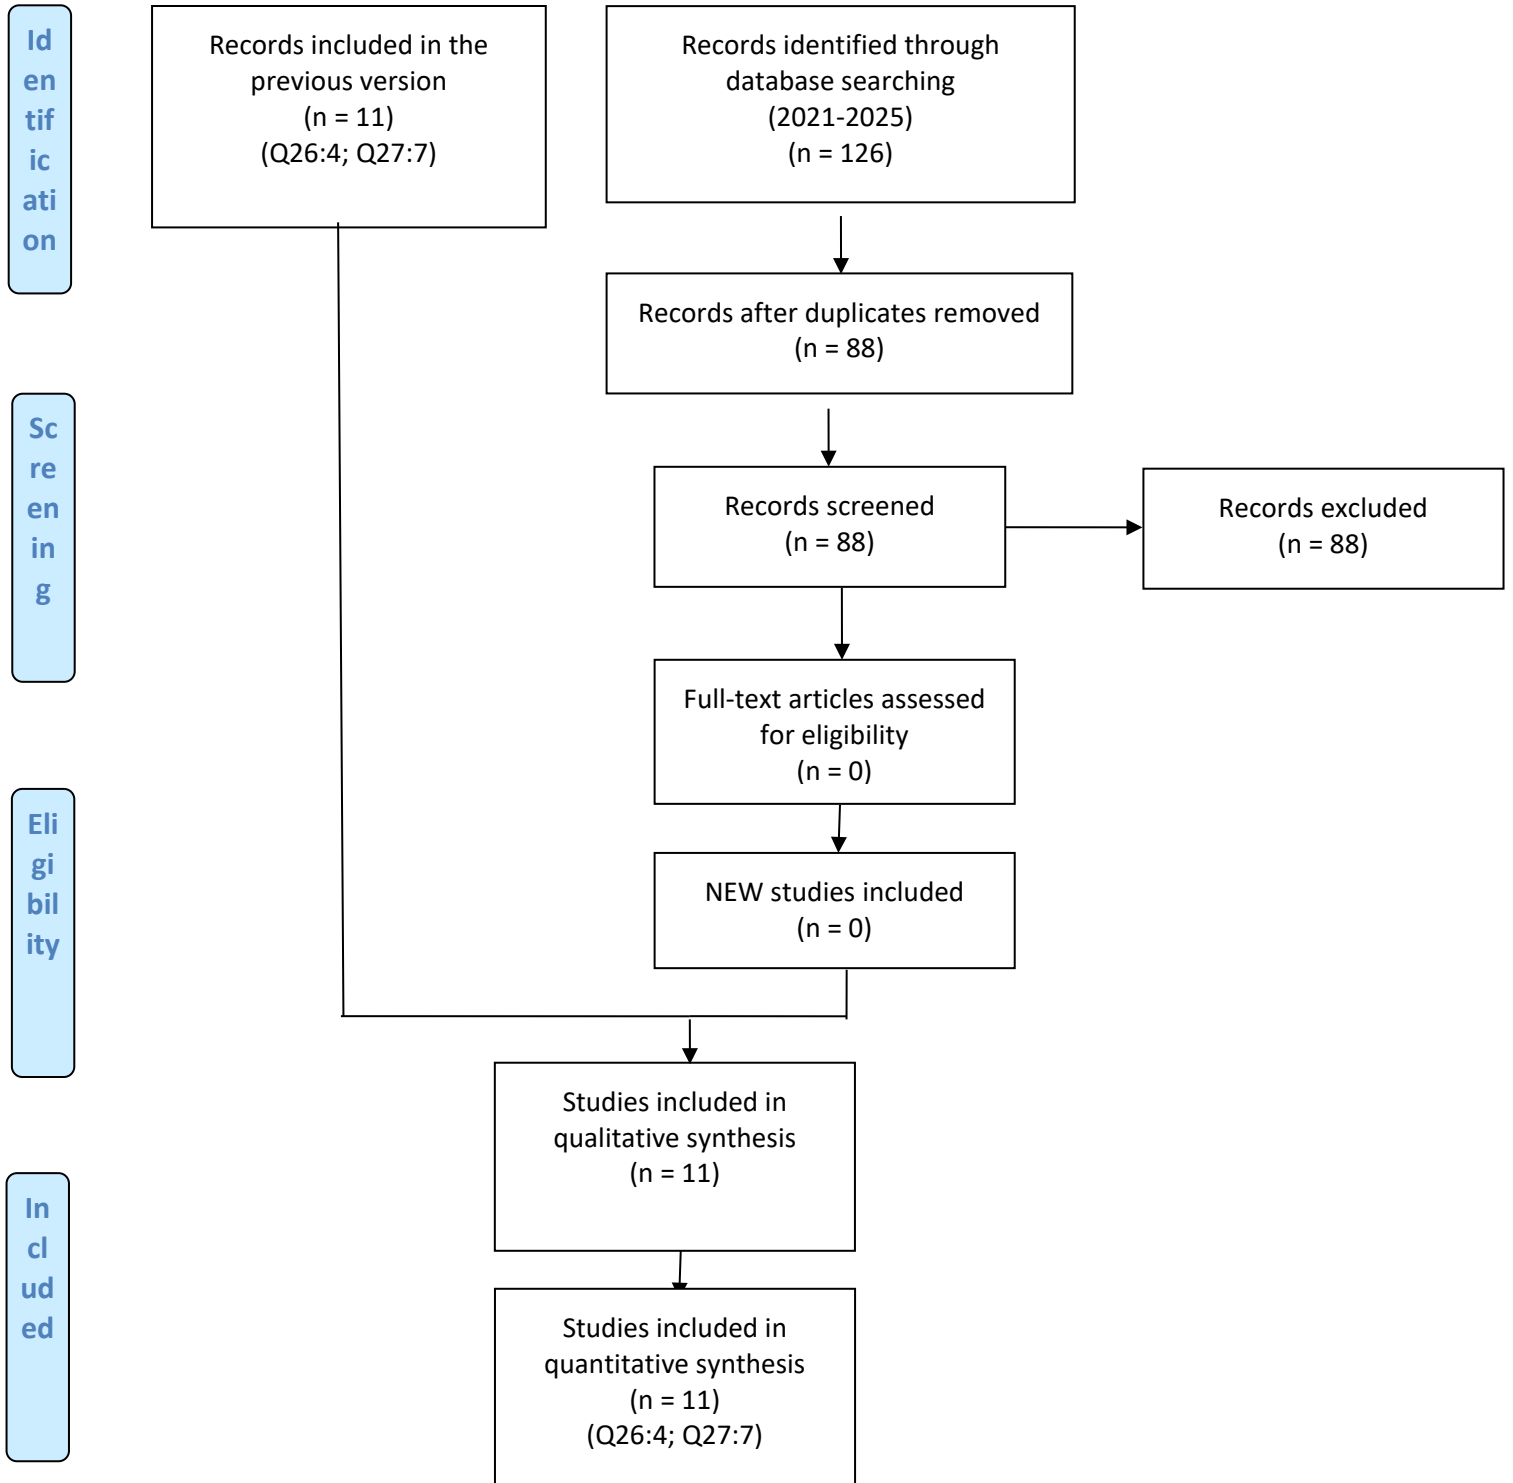 Id
en
tif
ic
ati
on
Records included in the
previous version
(n = 11)
(Q26:4; Q27:7)
Records identified through
database searching
(2021-2025)
(n = 126)
Records after duplicates removed
(n = 88)
Sc
re
en
in
g
Records screened
(n = 88)
Records excluded
(n = 88)
Full-text articles assessed
for eligibility
(n = 0)
Eli
gi
bil
ity
NEW studies included
(n = 0)
Studies included in
qualitative synthesis
(n = 11)
In
cl
ud
ed
Studies included in
quantitative synthesis
(n = 11)
(Q26:4; Q27:7)